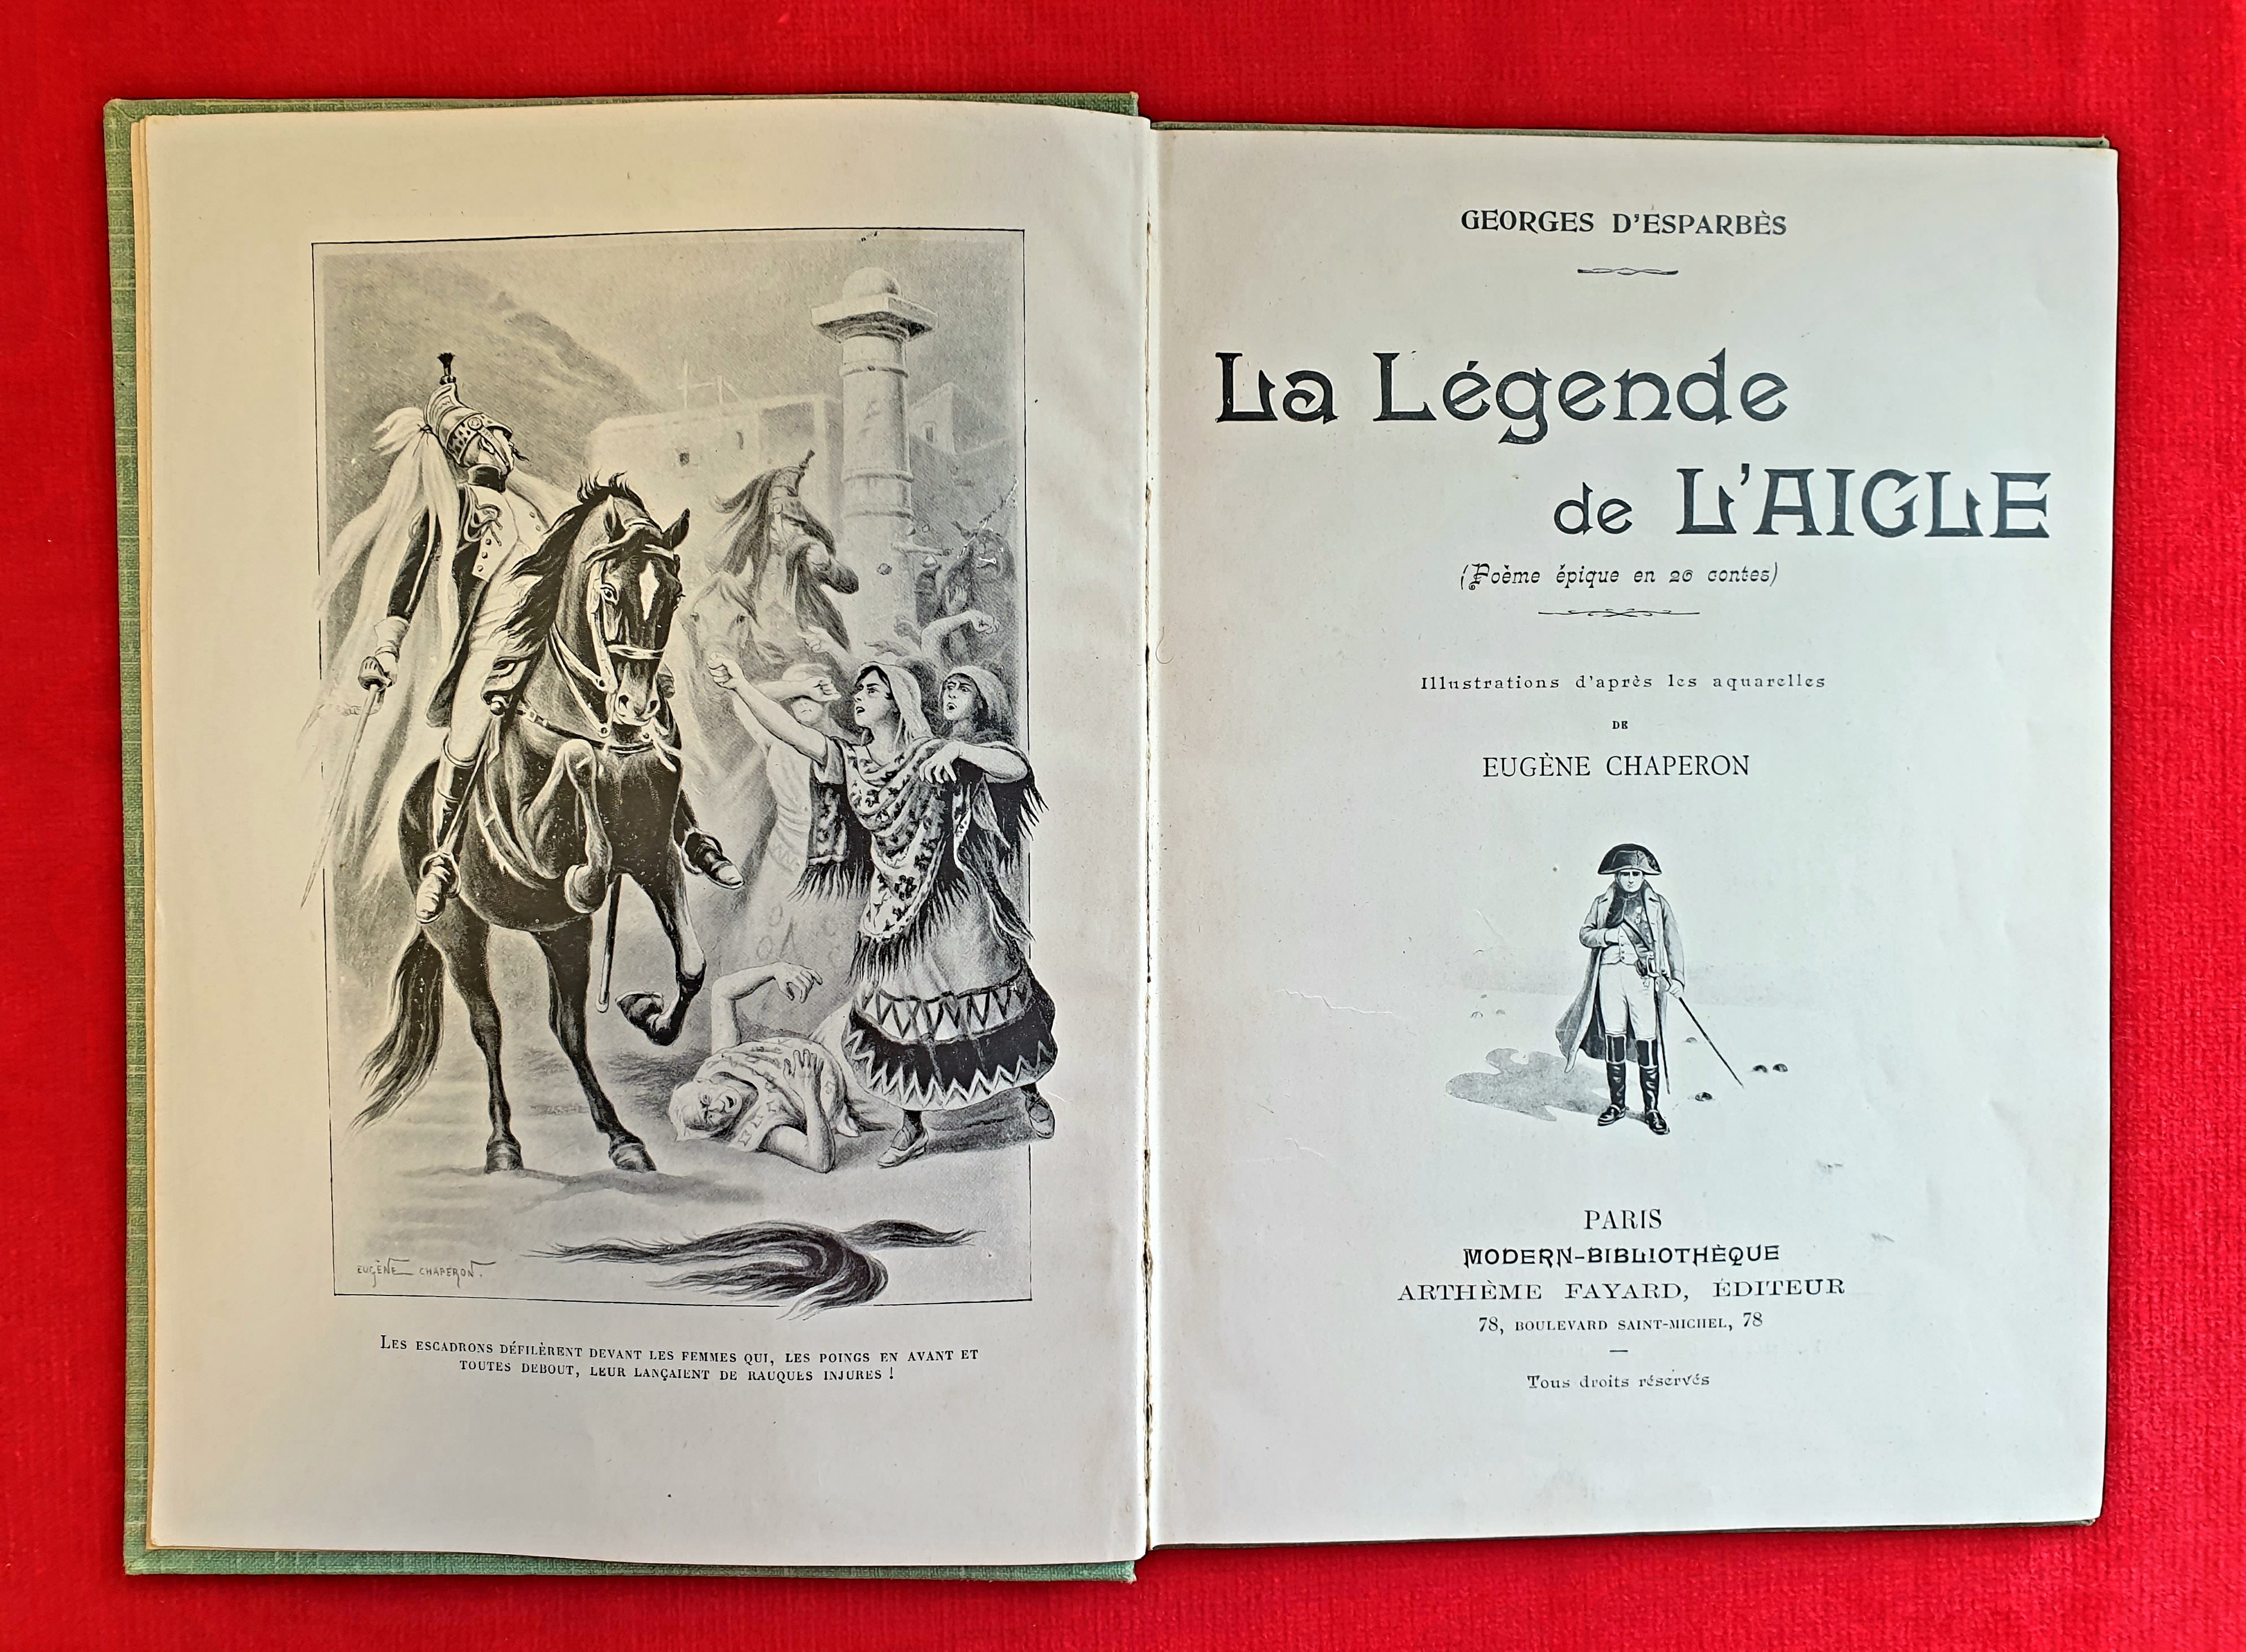 EUGÈNE CHAPERON.
LES ESCADRONS DÉFILÈRENT DEVANT LES FEMMES QUI, LES POINGS EN AVANT ET
TOUTES DEBOUT, LEUR LANÇAIENT DE RAUQUES INJURES !
GEORGES D'ESPARBÈS
La Légende
de L'AIGLE
(Poème épique en 20 contes)
Illustrations d'après les aquarelles
DE
EUGÈNE CHAPERON
PARIS
MODERN-BIBLIOTHÈQUE
ARTHÈME FAYARD, ÉDITEUR
78, BOULEVARD SAINT-MICHEL, 78
Tous droits réservés